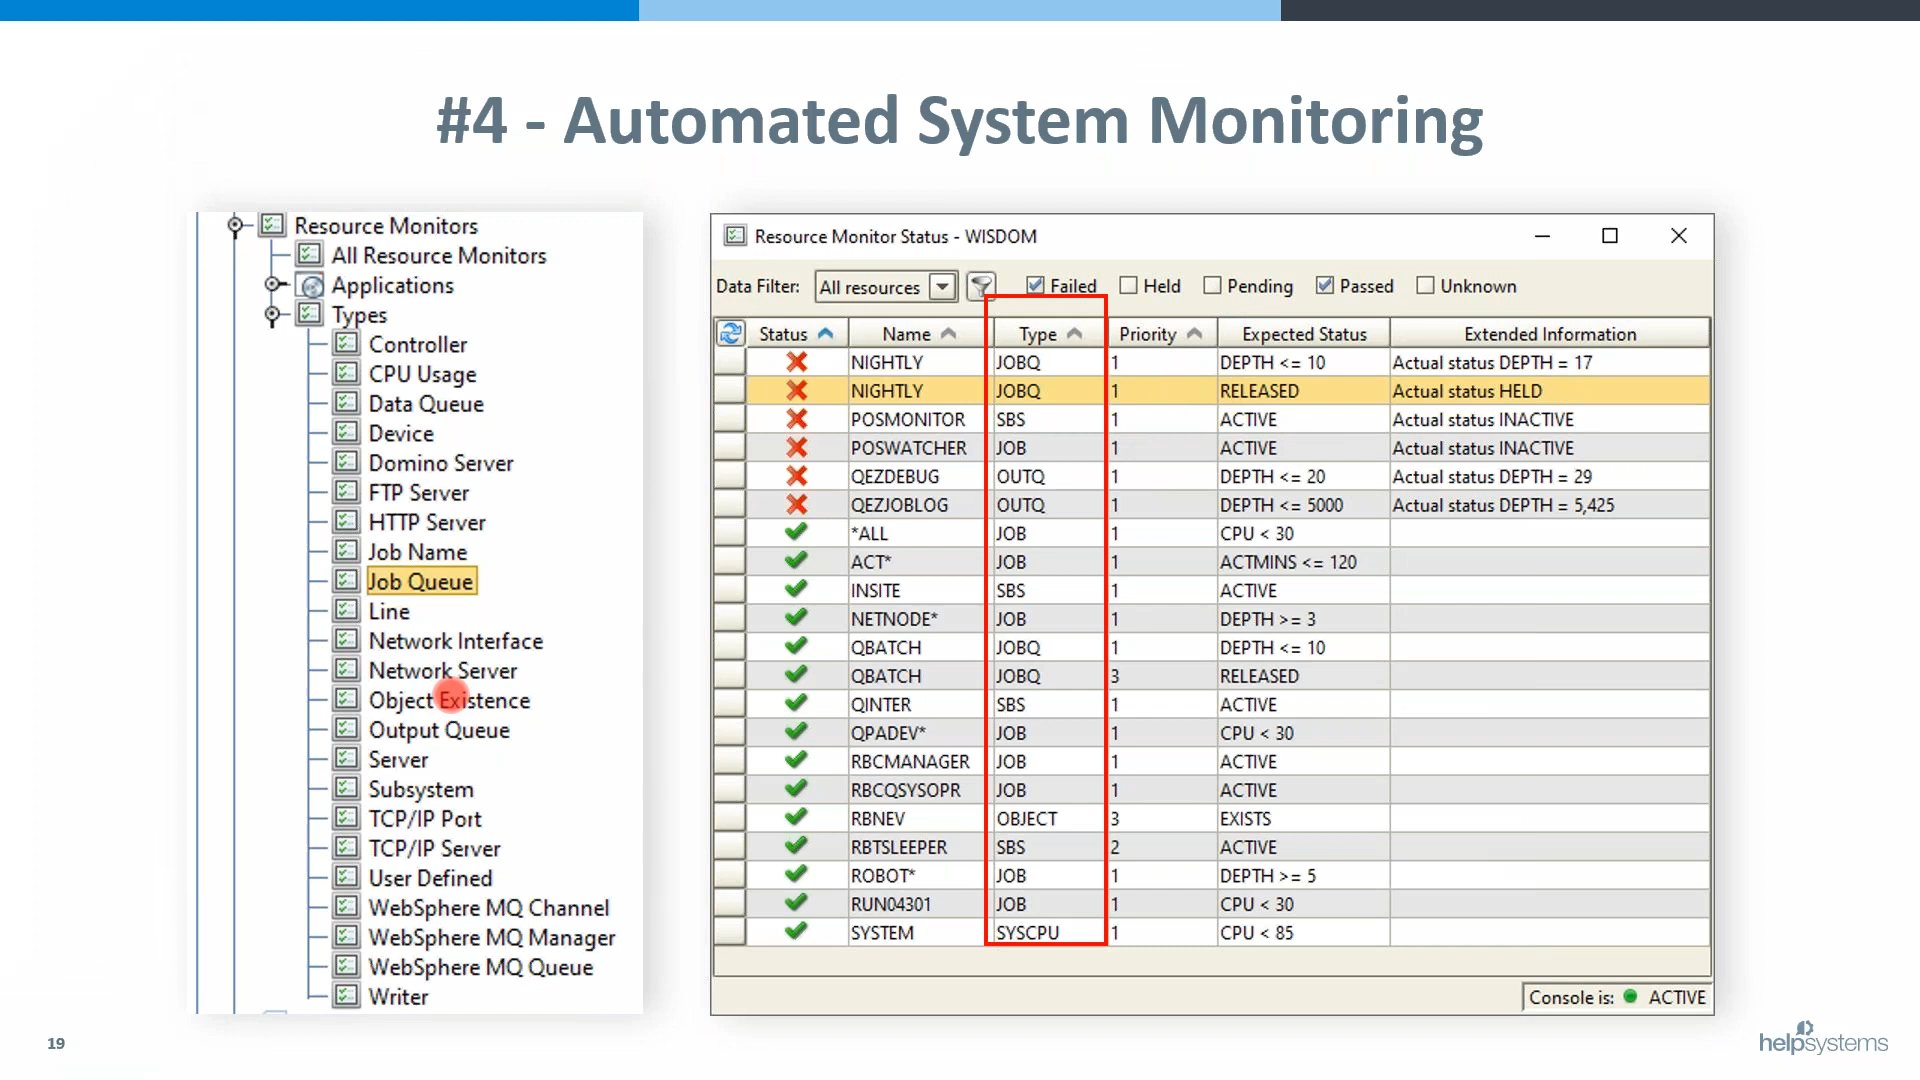 #4 - Automated System Monitoring
Resource Monitors
All Resource Monitors
Applications
Types
Controller
CPU Usage
Data Queue
Device
Domino Server
FTP Server
HTTP Server
Job Name
Job Queue
Line
Network Interface
Network Server
Object Existence
Output Queue
Server
Subsystem
TCP/IP Port
TCP/IP Server
User Defined
WebSphere MQ Channel
WebSphere MQ Manager
WebSphere MQ Queue
Writer
Resource Monitor Status - WISDOM
Data Filter: All resources Failed Held Pending Passed Unknown
Status Name Type Priority Expected Status Extended Information
NIGHTLY JOBQ 1 DEPTH <= 10 Actual status DEPTH = 17
NIGHTLY JOBQ 1 RELEASED Actual status HELD
POSMONITOR SBS 1 ACTIVE Actual status INACTIVE
POSWATCHER JOB 1 ACTIVE Actual status INACTIVE
QEZDEBUG OUTQ 1 DEPTH <= 20 Actual status DEPTH = 29
QEZJOBLOG OUTQ 1 DEPTH <= 5000 Actual status DEPTH = 5,425
*ALL JOB 1 CPU < 30
ACT* JOB 1 ACTMINS <= 120
INSITE SBS 1 ACTIVE
NETNODE* JOB 1 DEPTH >= 3
QBATCH JOBQ 1 DEPTH <= 10
QBATCH JOBQ 3 RELEASED
QINTER SBS 1 ACTIVE
QPADEV* JOB 1 CPU < 30
RBCMANAGER JOB 1 ACTIVE
RBCQSYSOPR JOB 1 ACTIVE
RBNEV OBJECT 3 EXISTS
RBTSLEEPER SBS 2 ACTIVE
ROBOT* JOB 1 DEPTH >= 5
RUN04301 JOB 1 CPU < 30
SYSTEM SYSCPU 1 CPU < 85
Console is: ACTIVE
19
helpsystems